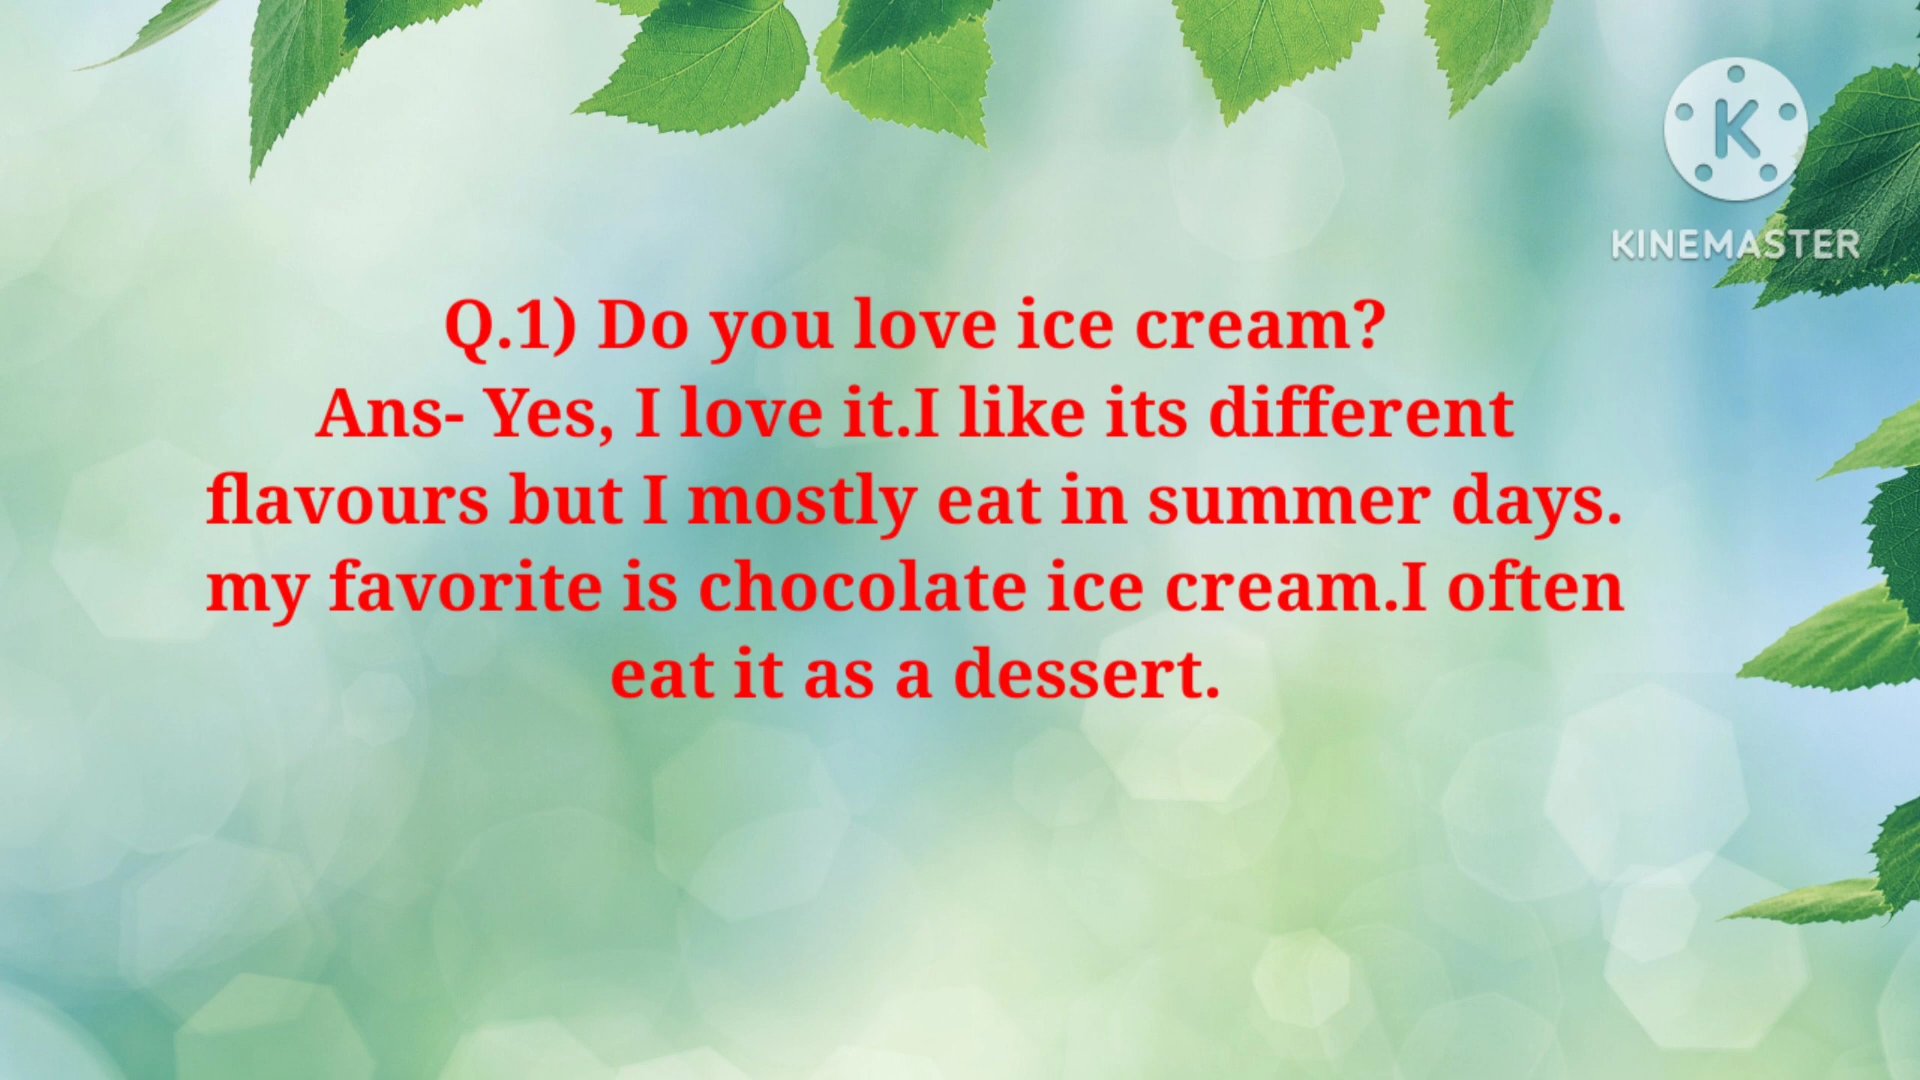 K
KINEMASTER
Q.1) Do you love ice cream?
Ans- Yes, I love it.I like its different
flavours but I mostly eat in summer days.
my favorite is chocolate ice cream.I often
eat it as a dessert.